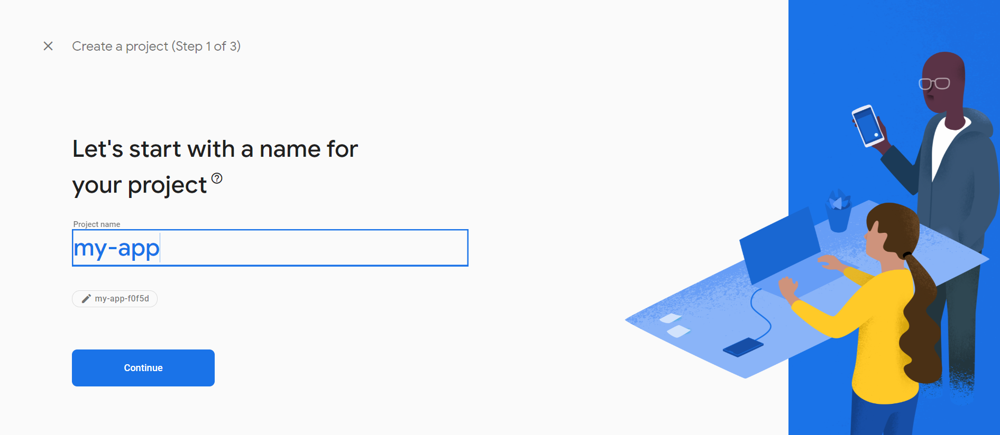 Create a project (Step 1 of 3)
Let's start with a name for
your project
Project name
my-app
my-app-f0f5d
Continue